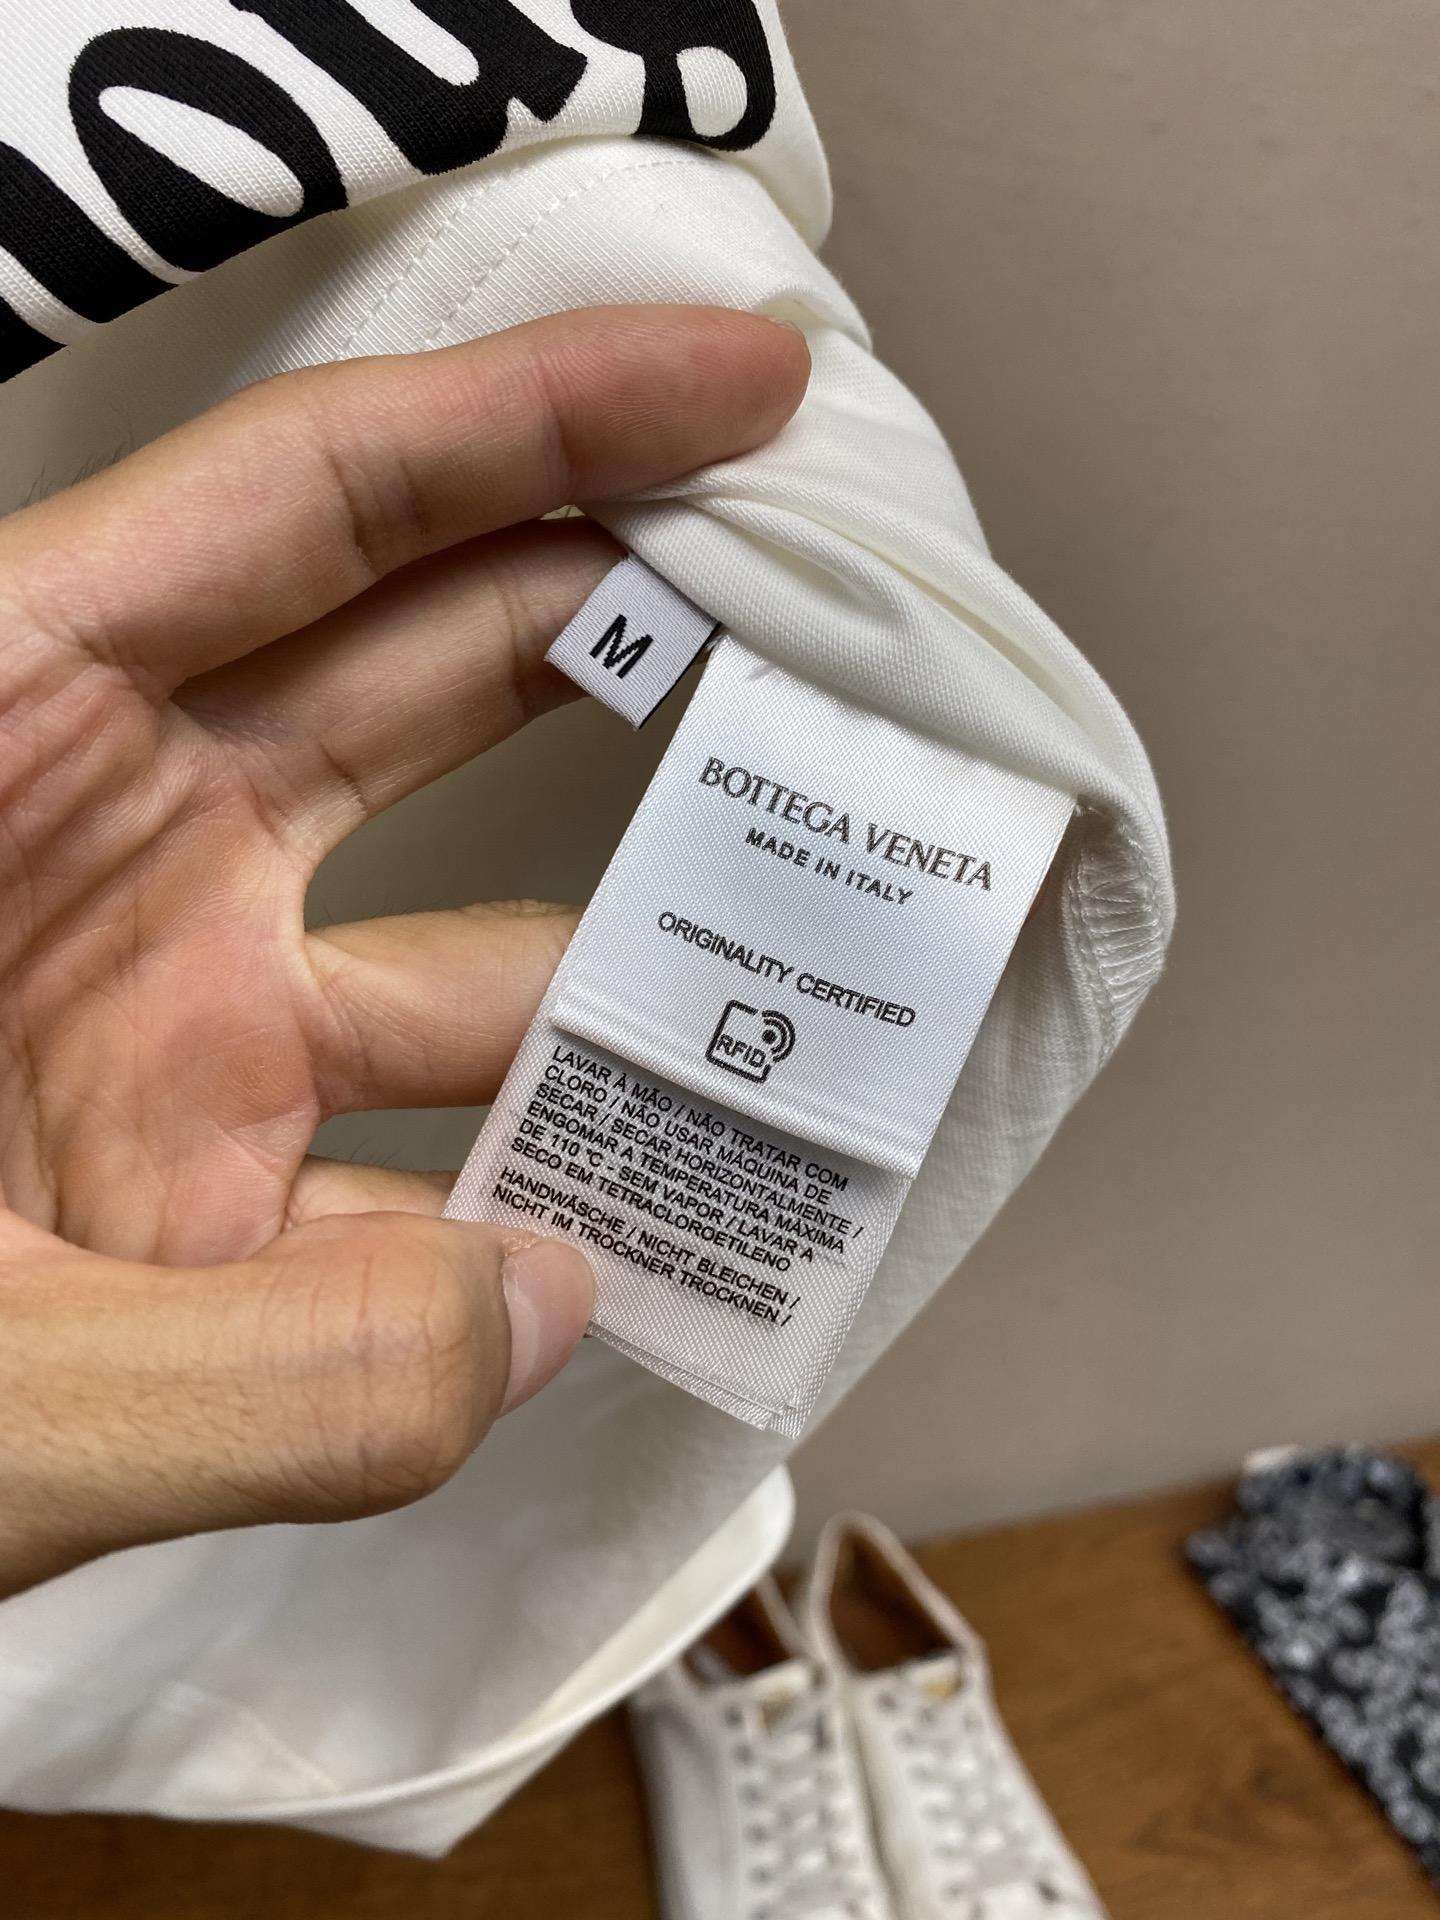 M
BOTTEGA VENETA
MADE IN ITALY
ORIGINALITY CERTIFIED
RFID
LAVAR À MÃO / NÃO TRATAR COM
CLORO / NÃO USAR MÁQUINA DE
SECAR / SECAR HORIZONTALMENTE /
ENGOMAR A TEMPERATURA MÁXIMA
DE 110 °C - SEM VAPOR / LAVAR A
SECO EM TETRACLOROETILENO
HANDWÄSCHE / NICHT BLEICHEN /
NICHT IM TROCKNER TROCKNEN /